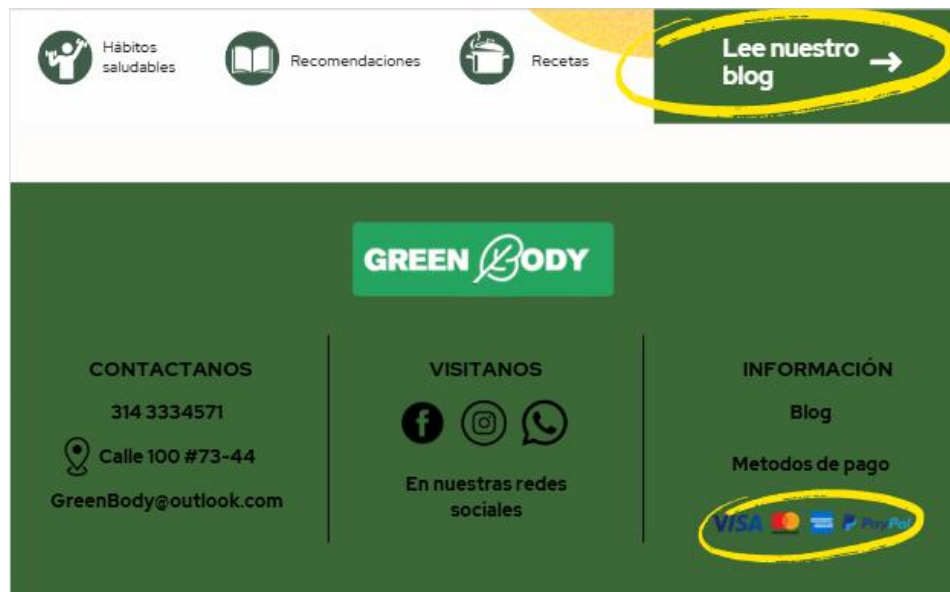 Hábitos
saludables
Recomendaciones
Recetas
Lee nuestro
blog
GREEN BODY
CONTACTANOS
314 3334571
Calle 100 #73-44
GreenBody@outlook.com
VISITANOS
En nuestras redes
sociales
INFORMACIÓN
Blog
Metodos de pago
VISA PayPal